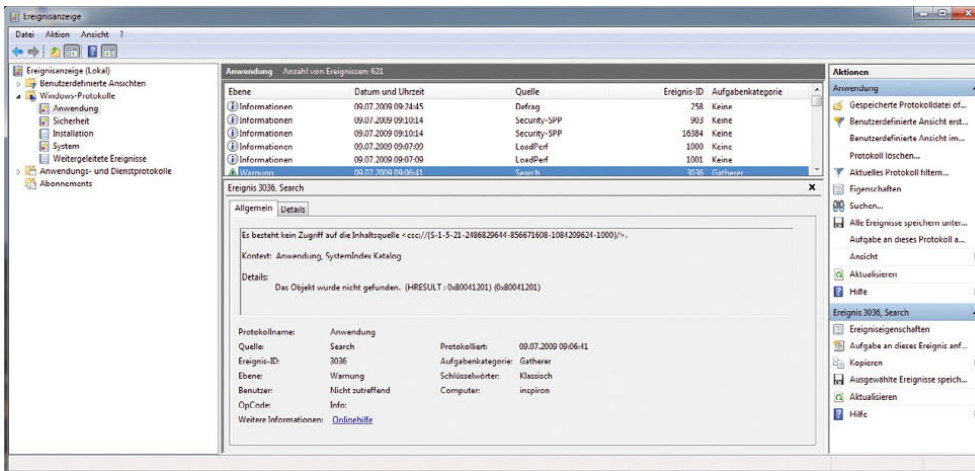 Ereignisanzeige
Datei Aktion Ansicht ?
Ereignisanzeige (Lokal)
Benutzerdefinierte Ansichten
Windows-Protokolle
Anwendung
Sicherheit
Installation
System
Weitergeleitete Ereignisse
Anwendungs- und Dienstprotokolle
Abonnements
Anwendung Anzahl von Ereignissen: 621
Ebene Datum und Uhrzeit Quelle Ereignis-ID Aufgabenkategorie
Informationen 09.07.2009 09:24:45 Defrag 258 Keine
Informationen 09.07.2009 09:10:14 Security-SPP 903 Keine
Informationen 09.07.2009 09:10:14 Security-SPP 16384 Keine
Informationen 09.07.2009 09:07:09 LoadPerf 1000 Keine
Informationen 09.07.2009 09:07:09 LoadPerf 1001 Keine
Warnung 09.07.2009 09:06:41 Search 3036 Gatherer
Ereignis 3036, Search
Allgemein Details
Es besteht kein Zugriff auf die Inhaltsquelle <csc://{S-1-5-21-2486829644-856671608-1084209624-1000}/>.
Kontext: Anwendung, SystemIndex Katalog
Details:
Das Objekt wurde nicht gefunden. (HRESULT : 0x80041201) (0x80041201)
Protokollname: Anwendung
Quelle: Search Protokolliert: 09.07.2009 09:06:41
Ereignis-ID: 3036 Aufgabenkategorie: Gatherer
Ebene: Warnung Schlüsselwörter: Klassisch
Benutzer: Nicht zutreffend Computer: inspiron
OpCode: Info:
Weitere Informationen: Onlinehilfe
Aktionen
Anwendung
Gespeicherte Protokolldatei öf...
Benutzerdefinierte Ansicht erst...
Benutzerdefinierte Ansicht im...
Protokoll löschen...
Aktuelles Protokoll filtern...
Eigenschaften
Suchen...
Alle Ereignisse speichern unter...
Aufgabe an dieses Protokoll a...
Ansicht
Aktualisieren
Hilfe
Ereignis 3036, Search
Ereigniseigenschaften
Aufgabe an dieses Ereignis anf...
Kopieren
Ausgewählte Ereignisse speich...
Aktualisieren
Hilfe